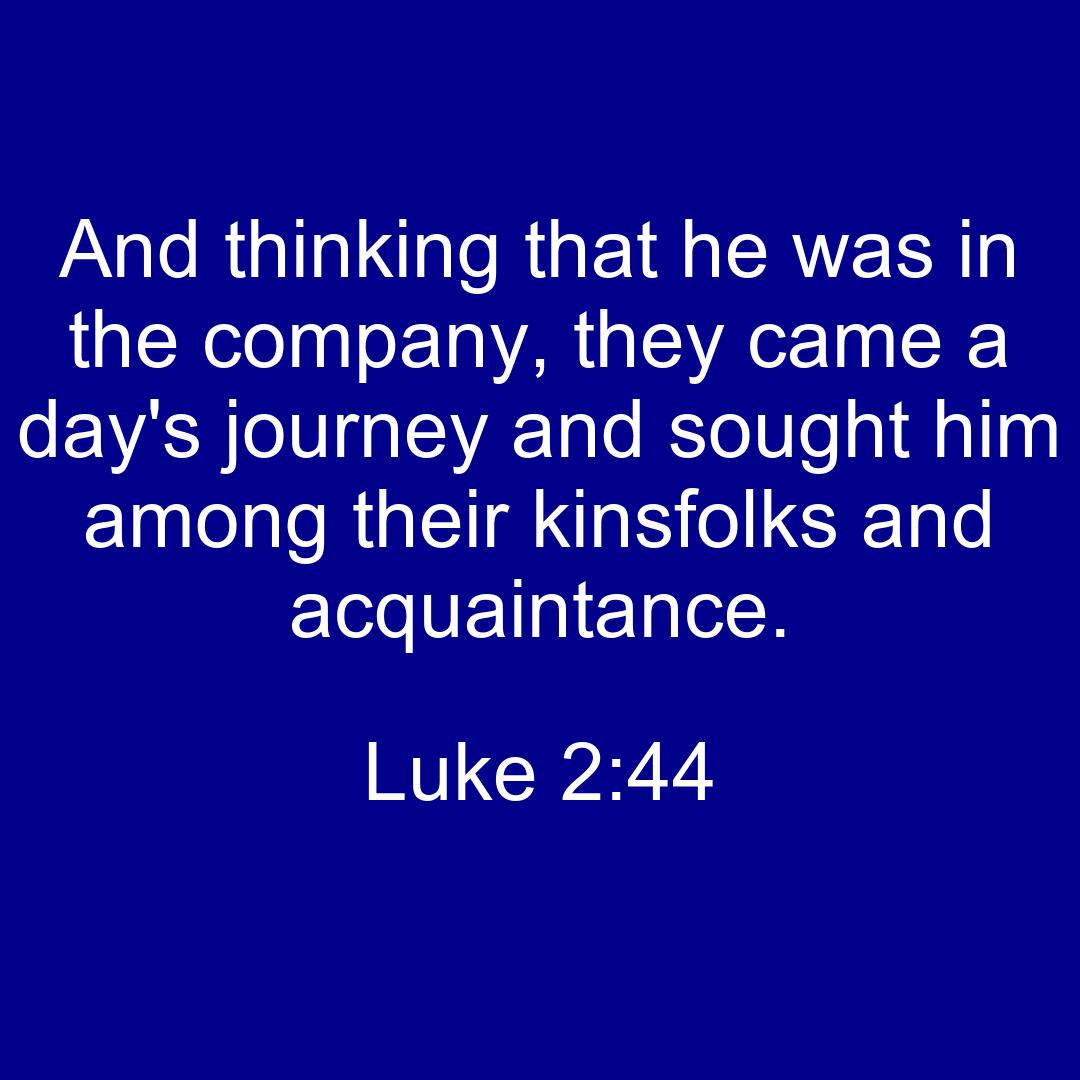 And thinking that he was in
the company, they came a
day's journey and sought him
among their kinsfolks and
acquaintance.
Luke 2:44